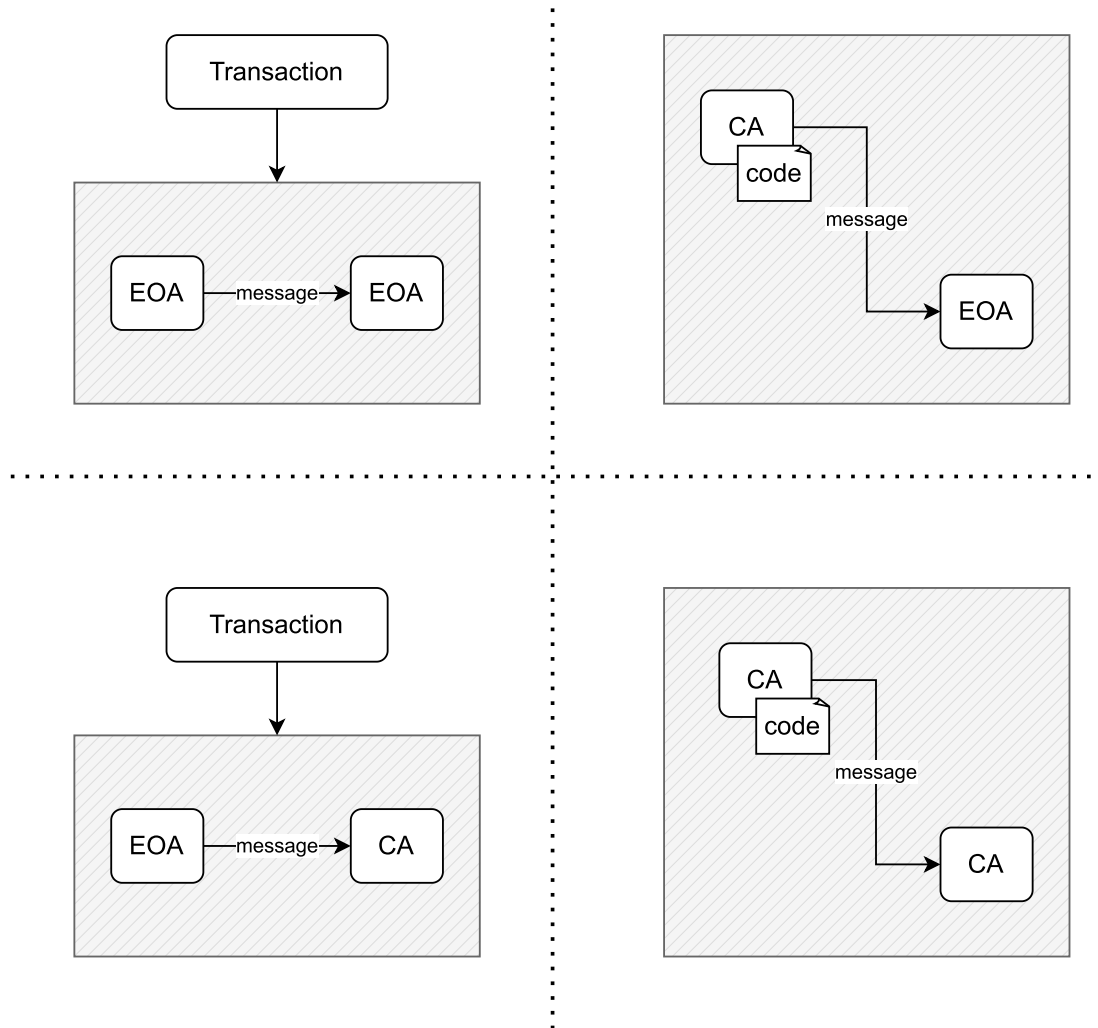 Transaction
EOA
message
EOA
CA
code
message
EOA
Transaction
EOA
message
CA
CA
code
message
CA